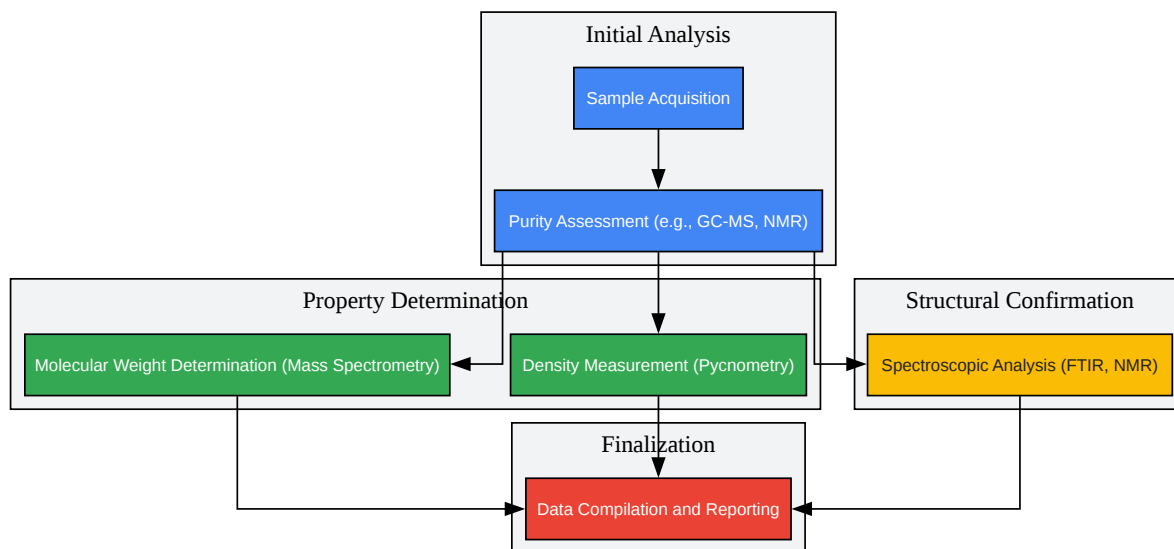 Initial Analysis
Sample Acquisition
Purity Assessment (e.g., GC-MS, NMR)
Property Determination
Structural Confirmation
Molecular Weight Determination (Mass Spectrometry)
Density Measurement (Pycnometry)
Spectroscopic Analysis (FTIR, NMR)
Finalization
Data Compilation and Reporting